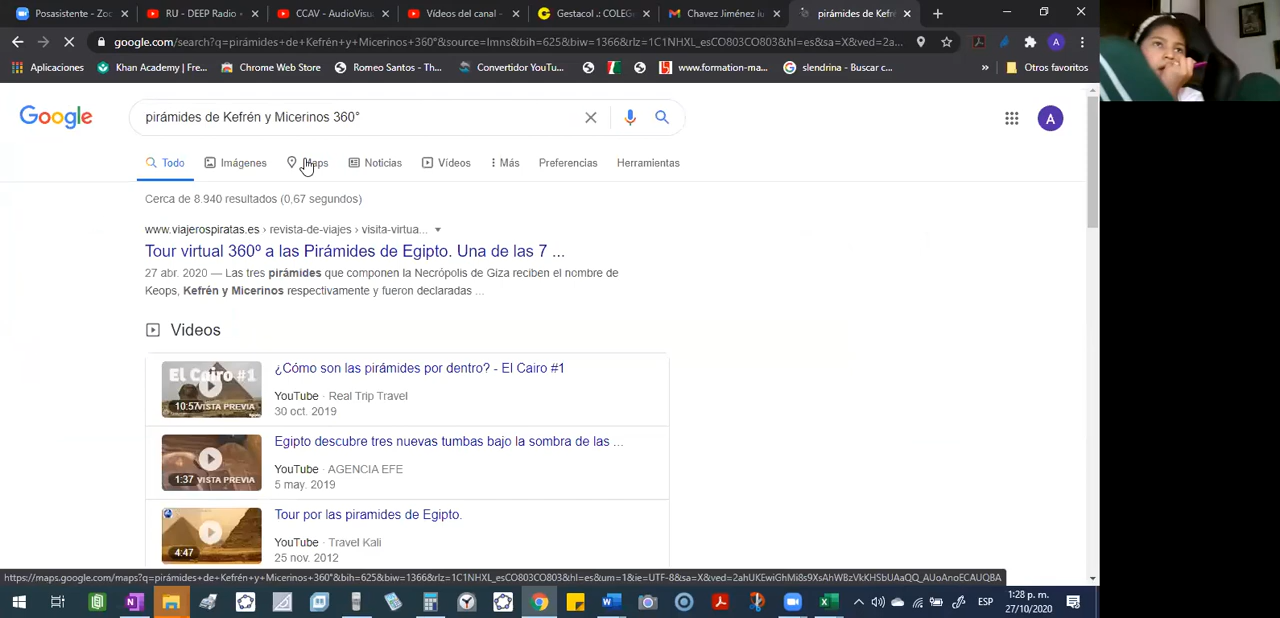 Posasistente - Zoo
RU - DEEP Radio
CCAV - AudioVisua
Vídeos del canal -
Gestacol .: COLEG
Chavez Jiménez iu
pirámides de Kefré
google.com/search?q=pirámides+de+Kefrén+y+Micerinos+360°&source=lmns&bih=625&biw=1366&rlz=1C1NHXL_esCO803CO803&hl=es&sa=X&ved=2a...
A
Aplicaciones
Khan Academy | Fre...
Chrome Web Store
Romeo Santos - Th...
Convertidor YouTu...
www.formation-ma...
slendrina - Buscar c...
»
Otros favoritos
Google
pirámides de Kefrén y Micerinos 360°
A
Todo
Imágenes
Maps
Noticias
Vídeos
Más
Preferencias
Herramientas
Cerca de 8.940 resultados (0,67 segundos)
www.viajerospiratas.es › revista-de-viajes › visita-virtua...
Tour virtual 360º a las Pirámides de Egipto. Una de las 7 ...
27 abr. 2020 — Las tres pirámides que componen la Necrópolis de Giza reciben el nombre de
Keops, Kefrén y Micerinos respectivamente y fueron declaradas ...
Videos
El Cairo #1
10:57 VISTA PREVIA
¿Cómo son las pirámides por dentro? - El Cairo #1
YouTube · Real Trip Travel
30 oct. 2019
1:37 VISTA PREVIA
Egipto descubre tres nuevas tumbas bajo la sombra de las ...
YouTube · AGENCIA EFE
5 may. 2019
4:47
Tour por las piramides de Egipto.
YouTube · Travel Kali
25 nov. 2012
ESP
1:28 p. m.
27/10/2020